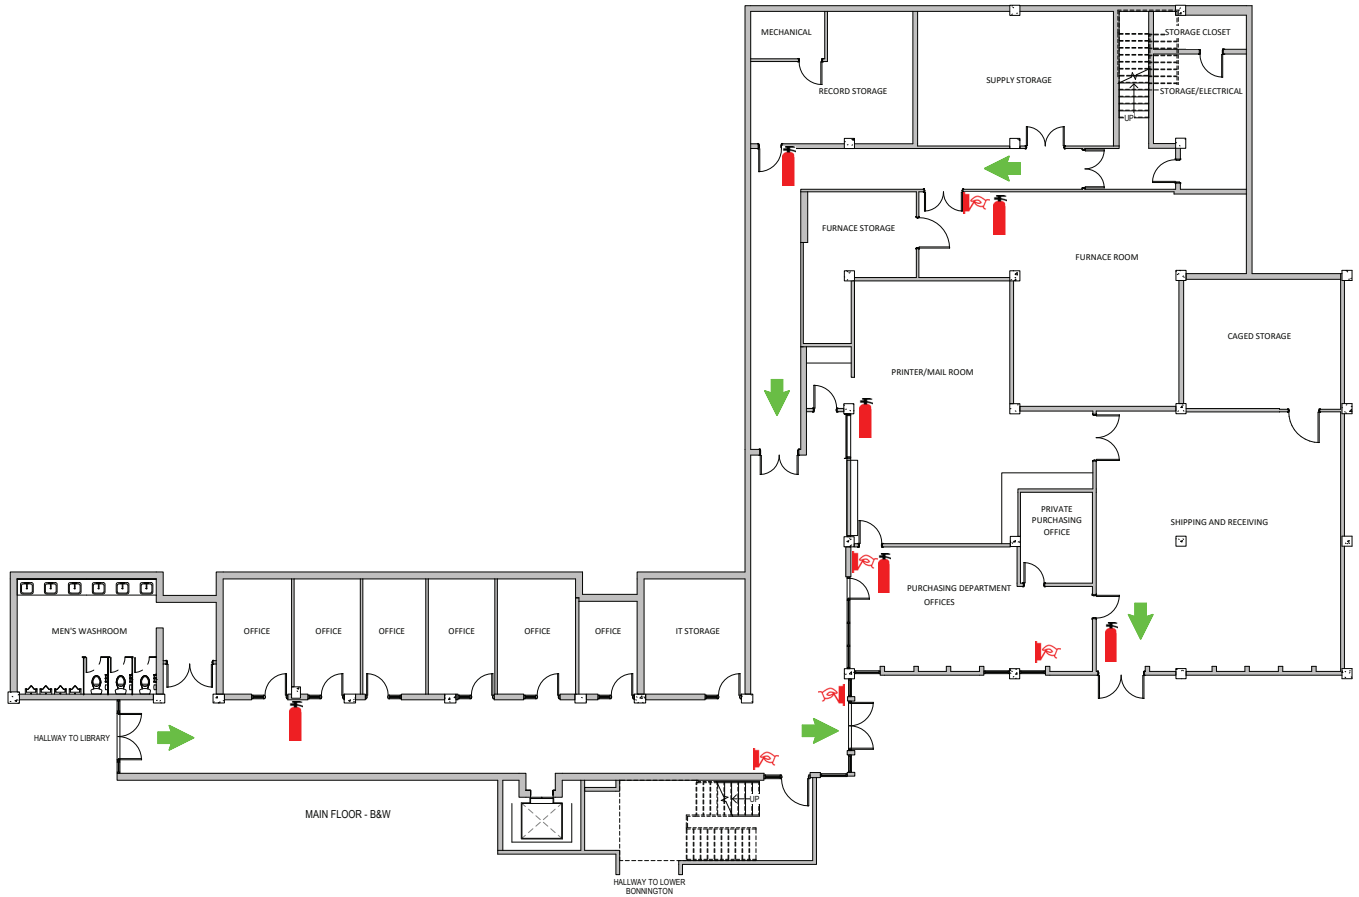 MECHANICAL
STORAGE CLOSET
SUPPLY STORAGE
RECORD STORAGE
STORAGE/ELECTRICAL
UP
FURNACE STORAGE
FURNACE ROOM
CAGED STORAGE
PRINTER/MAIL ROOM
PRIVATE
PURCHASING
OFFICE
SHIPPING AND RECEIVING
PURCHASING DEPARTMENT
OFFICES
MEN'S WASHROOM
OFFICE
OFFICE
OFFICE
OFFICE
OFFICE
OFFICE
IT STORAGE
HALLWAY TO LIBRARY
UP
MAIN FLOOR - B&W
HALLWAY TO LOWER
BONNINGTON